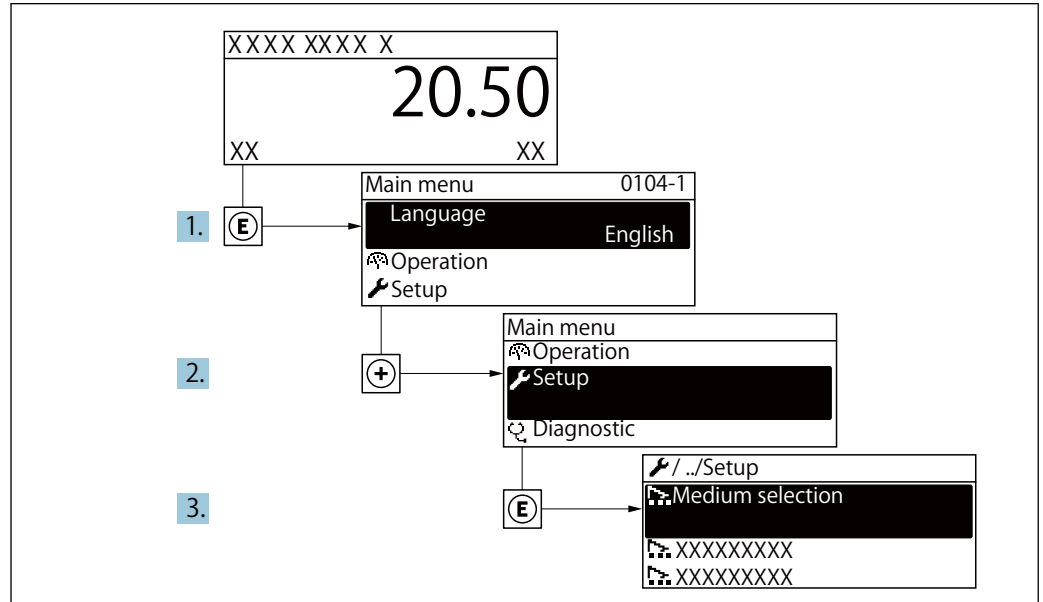 XXXX XXXX X
20.50
XX XX
Main menu 0104-1
1. E Language
English
Operation
Setup
Main menu
Operation
2. + Setup
Diagnostic
/ ../Setup
3. E Medium selection
XXXXXXXXX
XXXXXXXXX